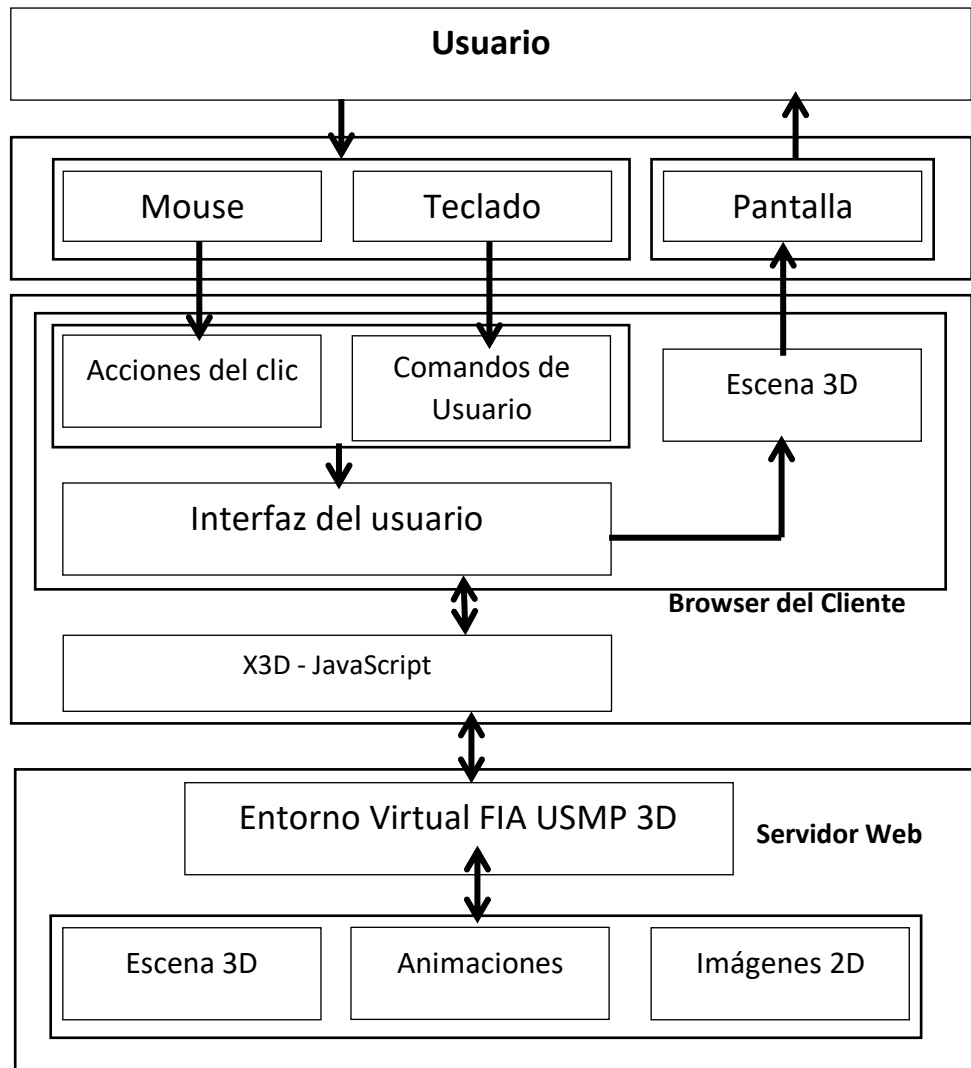 Usuario
Mouse
Teclado
Pantalla
Acciones del clic
Comandos de
Usuario
Escena 3D
Interfaz del usuario
Browser del Cliente
X3D - JavaScript
Entorno Virtual FIA USMP 3D
Servidor Web
Escena 3D
Animaciones
Imágenes 2D